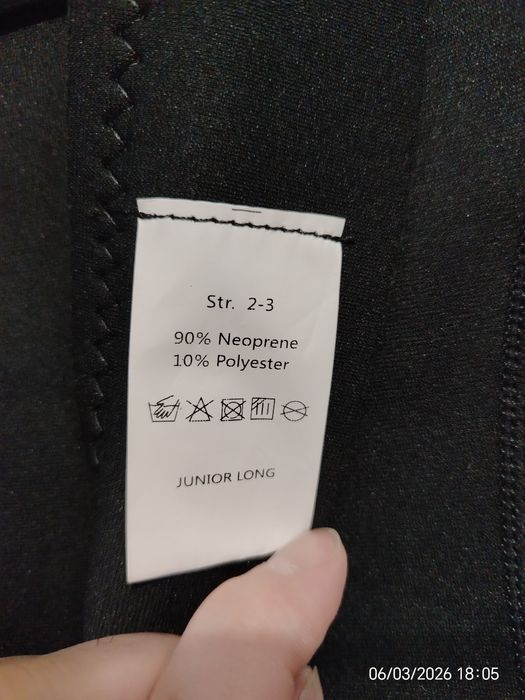 Str. 2-3
90% Neoprene
10% Polyester
JUNIOR LONG
06/03/2026 18:05